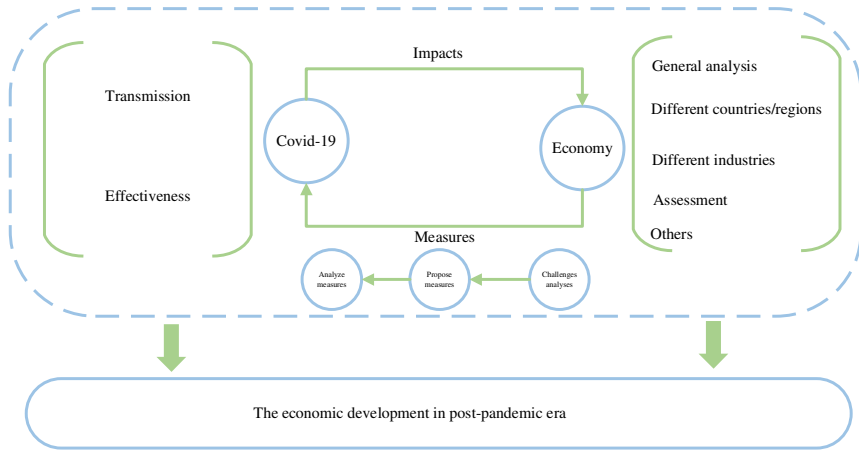 Transmission
Effectiveness
Impacts
Covid-19
Economy
Measures
Analyze
measures
Propose
measures
Challenges
analyses
General analysis
Different countries/regions
Different industries
Assessment
Others
The economic development in post-pandemic era